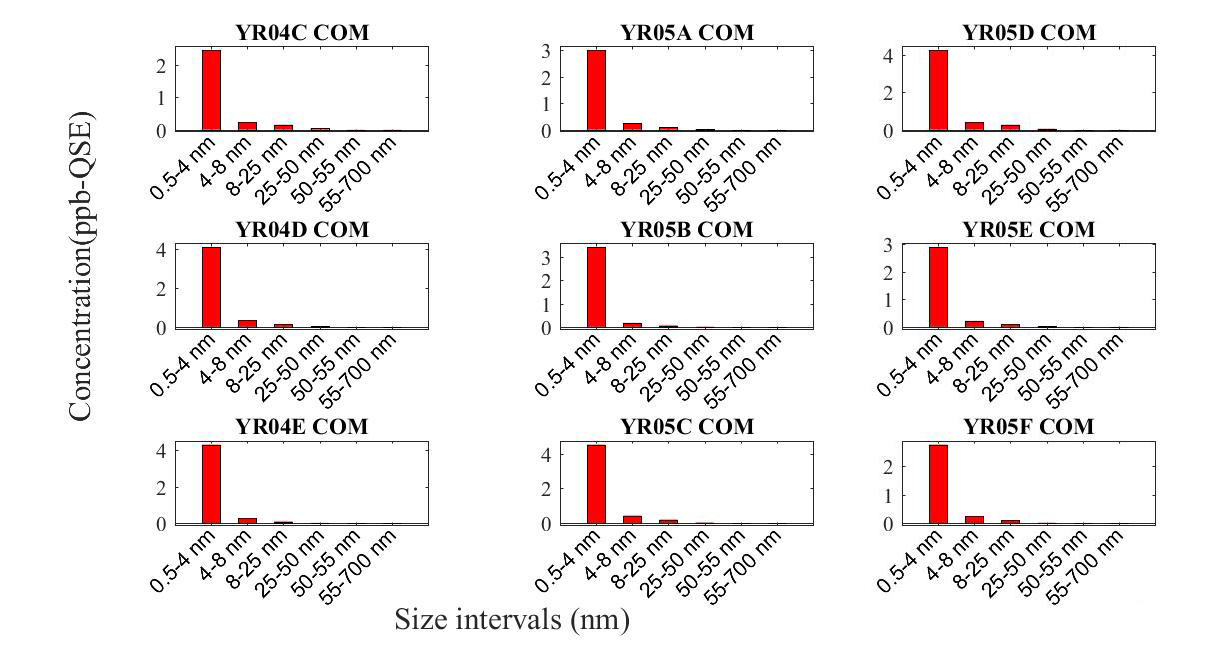 YR04C COM
2
1
0
0.5-4 nm
4-8 nm
8-25 nm
25-50 nm
50-55 nm
55-700 nm
YR05A COM
3
2
1
0
0.5-4 nm
4-8 nm
8-25 nm
25-50 nm
50-55 nm
55-700 nm
YR05D COM
4
2
0
0.5-4 nm
4-8 nm
8-25 nm
25-50 nm
50-55 nm
55-700 nm
Concentration(ppb-QSE)
YR04D COM
4
2
0
0.5-4 nm
4-8 nm
8-25 nm
25-50 nm
50-55 nm
55-700 nm
YR05B COM
3
2
1
0
0.5-4 nm
4-8 nm
8-25 nm
25-50 nm
50-55 nm
55-700 nm
YR05E COM
3
2
1
0
0.5-4 nm
4-8 nm
8-25 nm
25-50 nm
50-55 nm
55-700 nm
YR04E COM
4
2
0
0.5-4 nm
4-8 nm
8-25 nm
25-50 nm
50-55 nm
55-700 nm
YR05C COM
4
2
0
0.5-4 nm
4-8 nm
8-25 nm
25-50 nm
50-55 nm
55-700 nm
YR05F COM
2
1
0
0.5-4 nm
4-8 nm
8-25 nm
25-50 nm
50-55 nm
55-700 nm
Size intervals (nm)